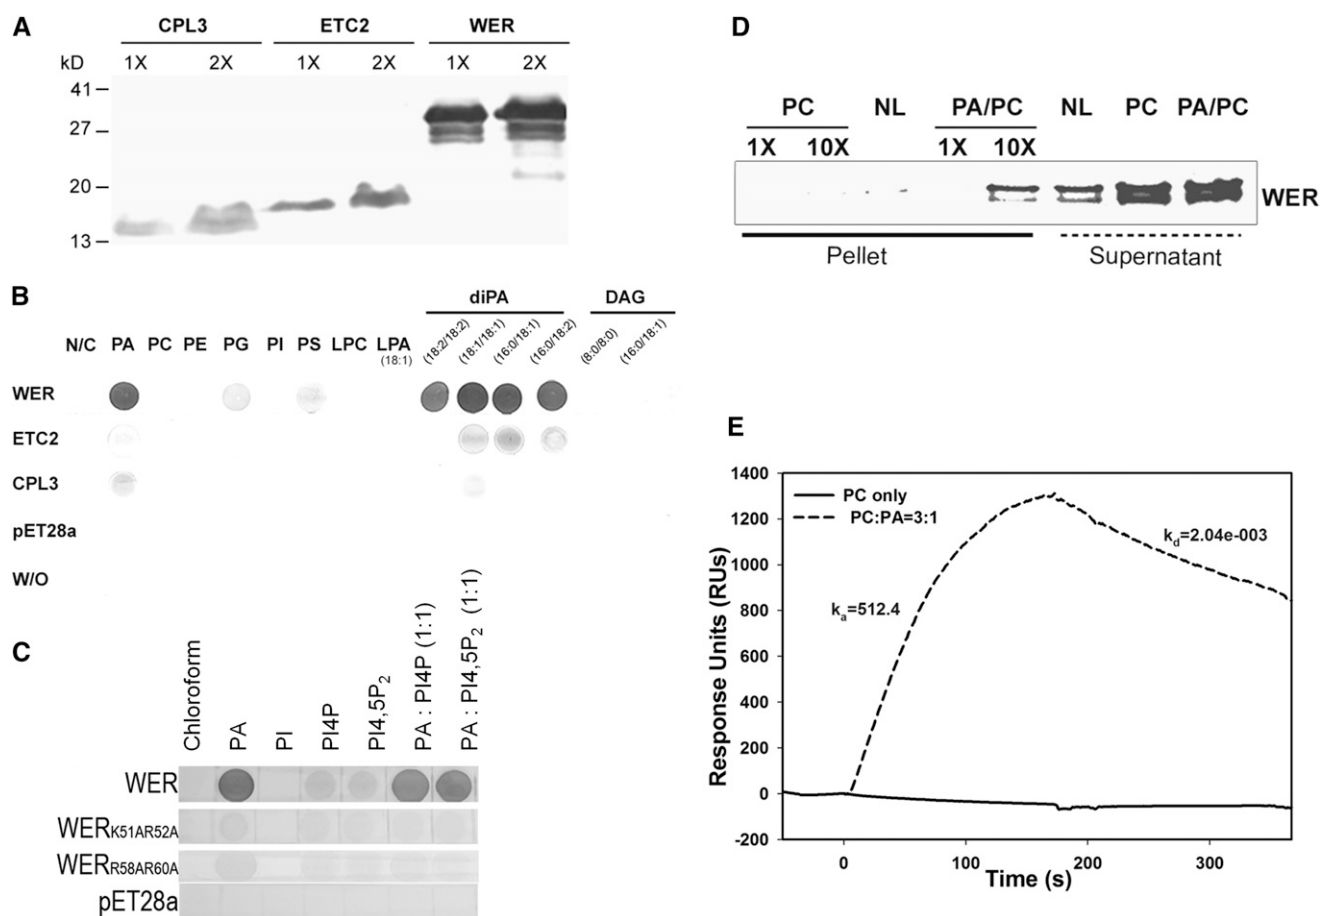 A
CPL3 ETC2 WER
kD 1X 2X 1X 2X 1X 2X
41
27
20
13
B
diPA DAG
N/C PA PC PE PG PI PS LPC LPA (18:2/18:2) (18:1/18:1) (16:0/18:1) (16:0/18:2) (8:0/8:0) (16:0/18:1)
(18:1)
WER
ETC2
CPL3
pET28a
W/O
C
Chloroform PA PI PI4P PI4,5P2 PA : PI4P (1:1) PA : PI4,5P2 (1:1)
WER
WERK51AR52A
WERR58AR60A
pET28a
D
PC NL PA/PC NL PC PA/PC
1X 10X 1X 10X
WER
Pellet Supernatant
E
1400
1200
1000
800
600
400
200
0
-200
Response Units (RUs)
PC only
PC:PA=3:1
kd=2.04e-003
ka=512.4
0 100 200 300
Time (s)